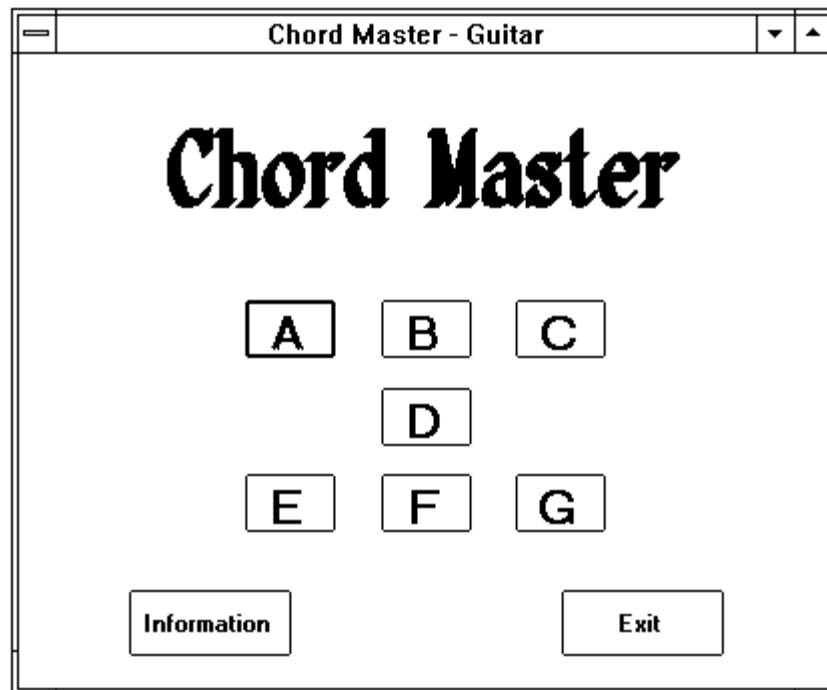 Chord Master - Guitar
Chord Master
A B C
D
E F G
Information Exit